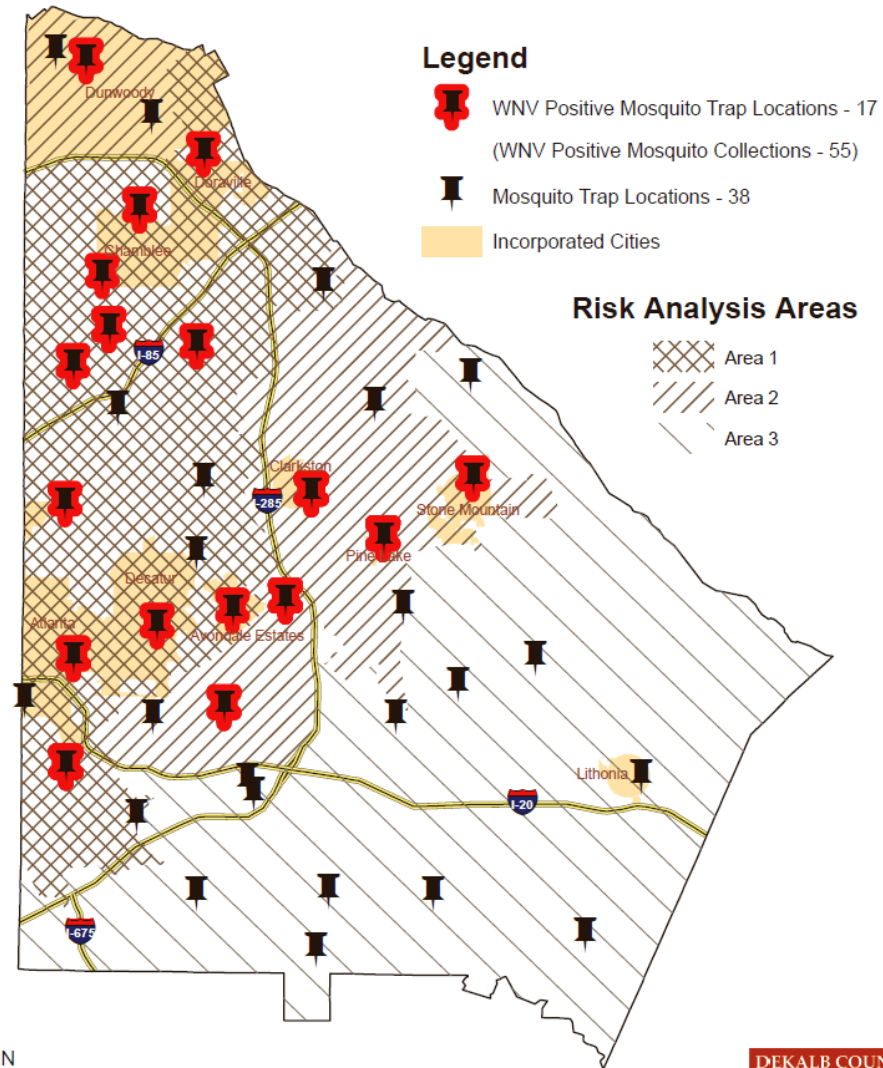 Legend
WNV Positive Mosquito Trap Locations - 17
(WNV Positive Mosquito Collections - 55)
Mosquito Trap Locations - 38
Incorporated Cities
Risk Analysis Areas
Area 1
Area 2
Area 3
Dunwoody
Doraville
Chamblee
I-85
Clarkston
I-285
Stone Mountain
Pine Lake
Decatur
Atlanta
Avondale Estates
Lithonia
I-20
I-675
N
DEKALB COUN